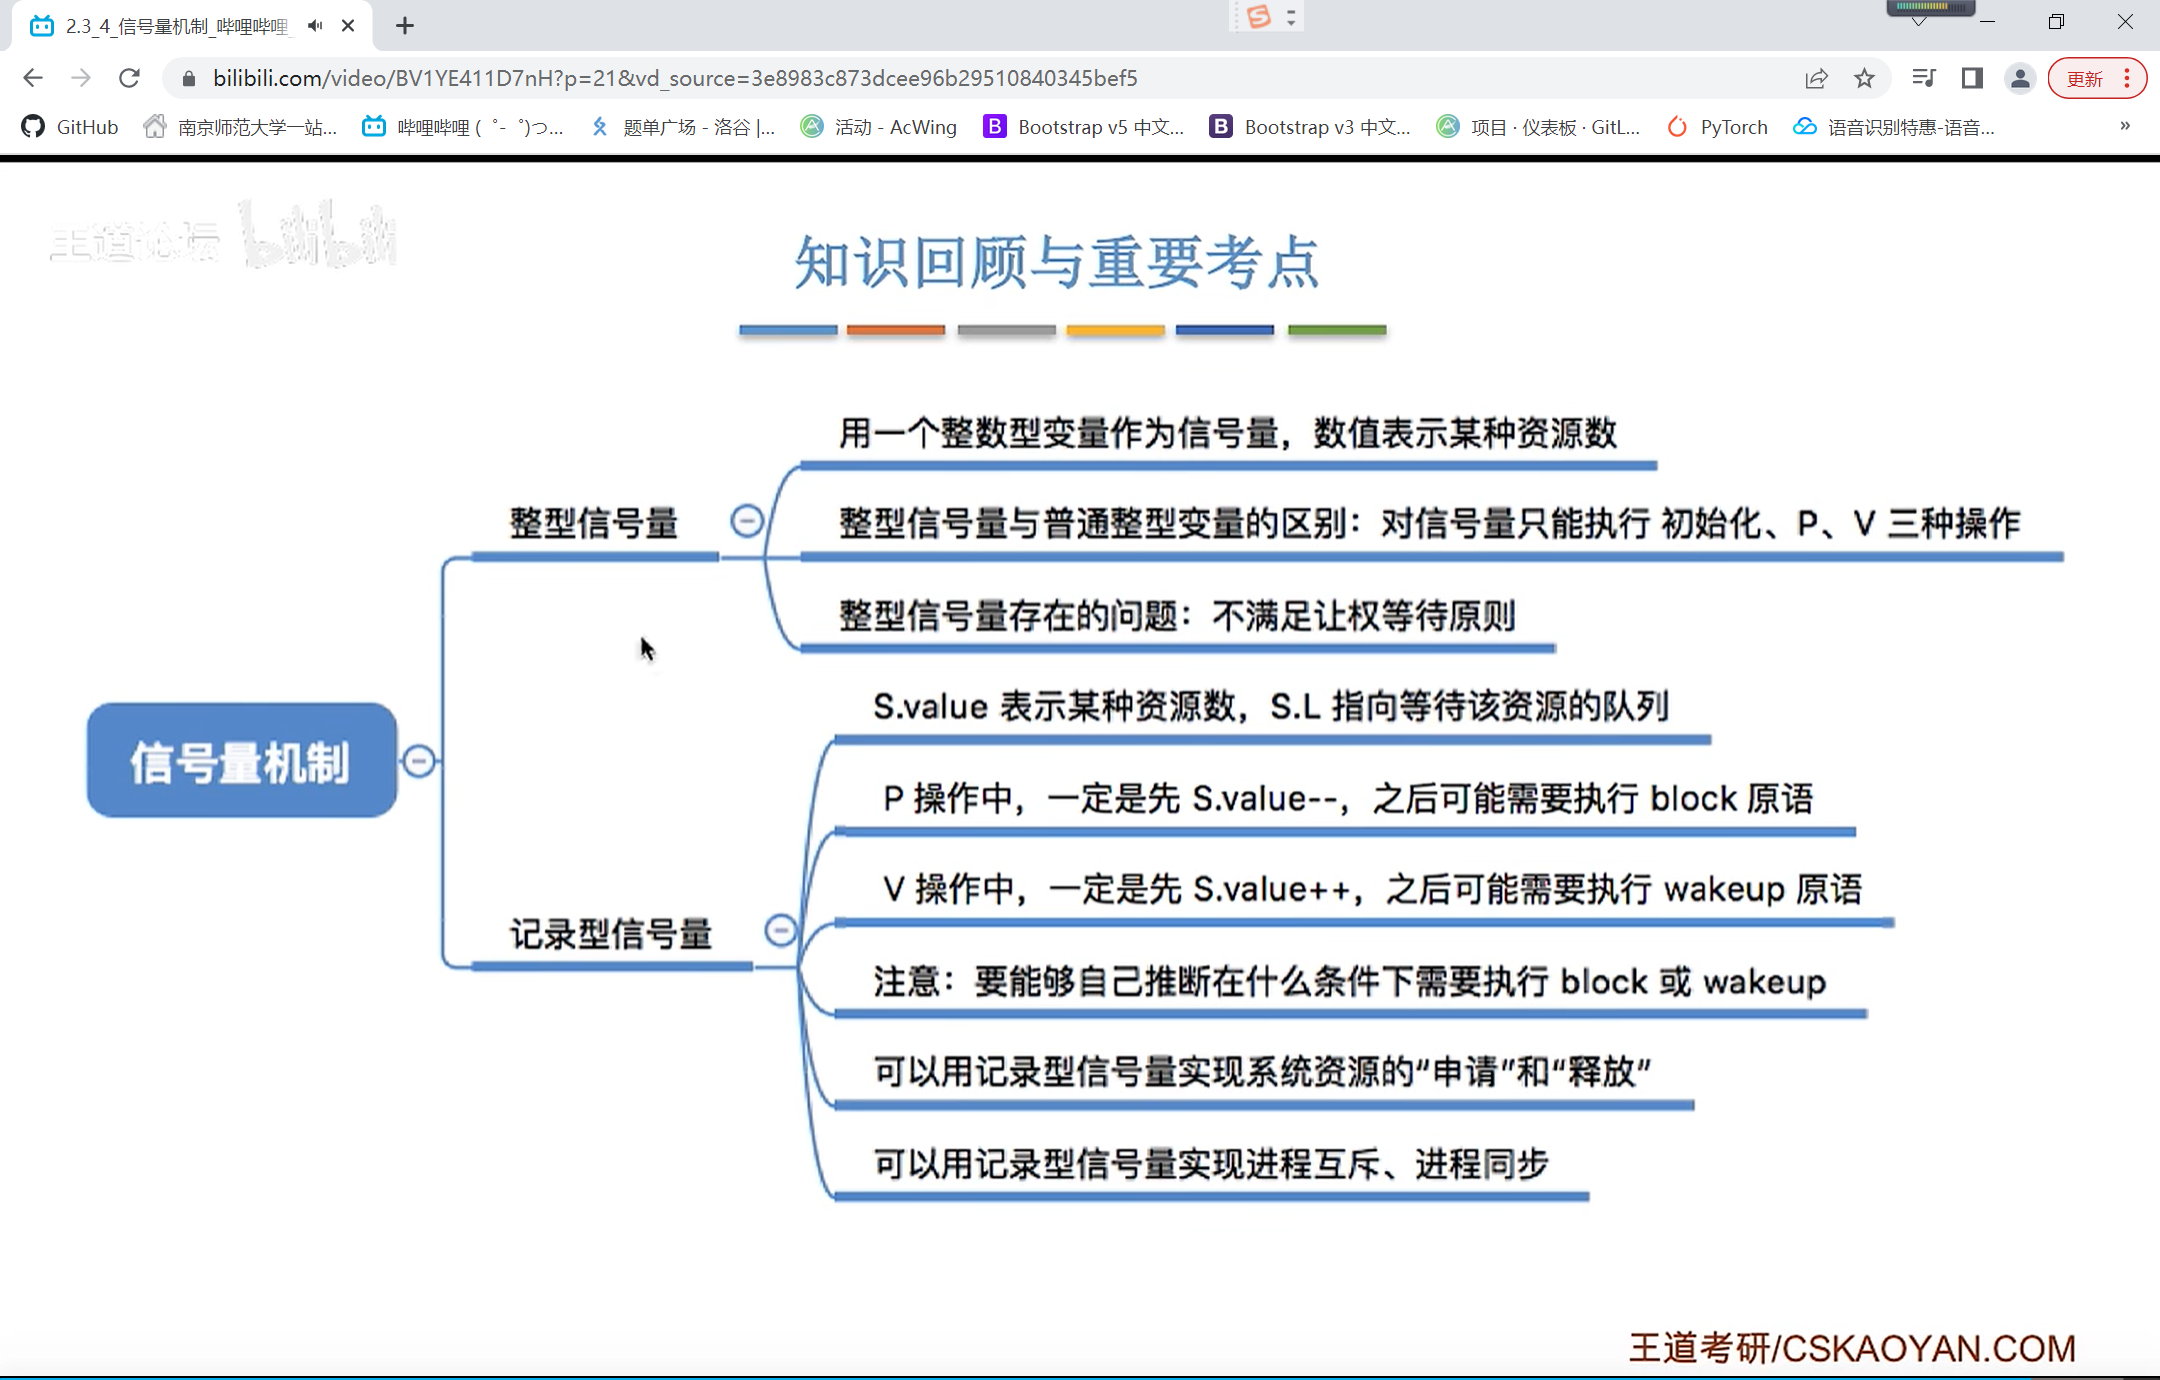 2.3_4_信号量机制_哔哩哔哩_
bilibili.com/video/BV1YE411D7nH?p=21&vd_source=3e8983c873dcee96b29510840345bef5
更新
GitHub
南京师范大学一站...
哔哩哔哩 ( ゜- ゜)つ...
题单广场 - 洛谷 |...
活动 - AcWing
Bootstrap v5 中文...
Bootstrap v3 中文...
项目 · 仪表板 · GitL...
PyTorch
语音识别特惠-语音...
»
王道论坛 bilibili
知识回顾与重要考点
用一个整数型变量作为信号量，数值表示某种资源数
整型信号量
整型信号量与普通整型变量的区别：对信号量只能执行 初始化、P、V 三种操作
整型信号量存在的问题：不满足让权等待原则
信号量机制
S.value 表示某种资源数，S.L 指向等待该资源的队列
P 操作中，一定是先 S.value--，之后可能需要执行 block 原语
V 操作中，一定是先 S.value++，之后可能需要执行 wakeup 原语
记录型信号量
注意：要能够自己推断在什么条件下需要执行 block 或 wakeup
可以用记录型信号量实现系统资源的“申请”和“释放”
可以用记录型信号量实现进程互斥、进程同步
王道考研/CSKAOYAN.COM